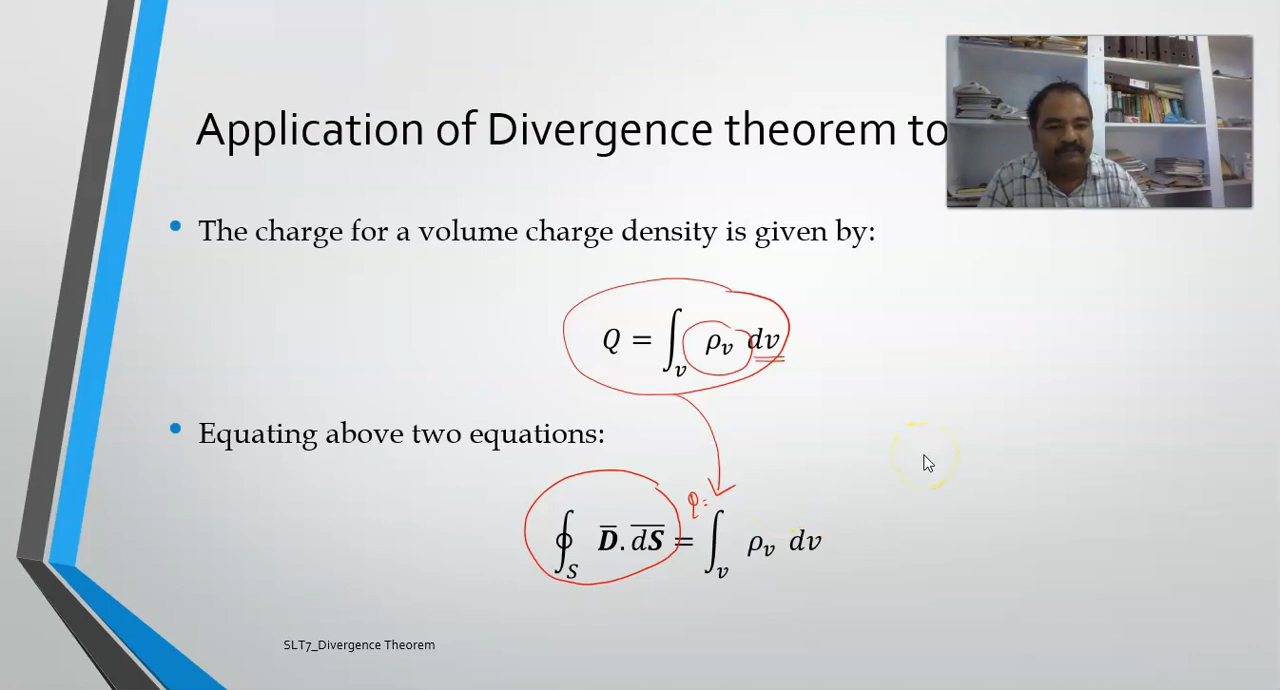 Application of Divergence theorem to
• The charge for a volume charge density is given by:
Q = ∫_v ρ_v dv
• Equating above two equations:
Q=
∮_S D̅ . d̅S̅ = ∫_v ρ_v dv
SLT7_Divergence Theorem